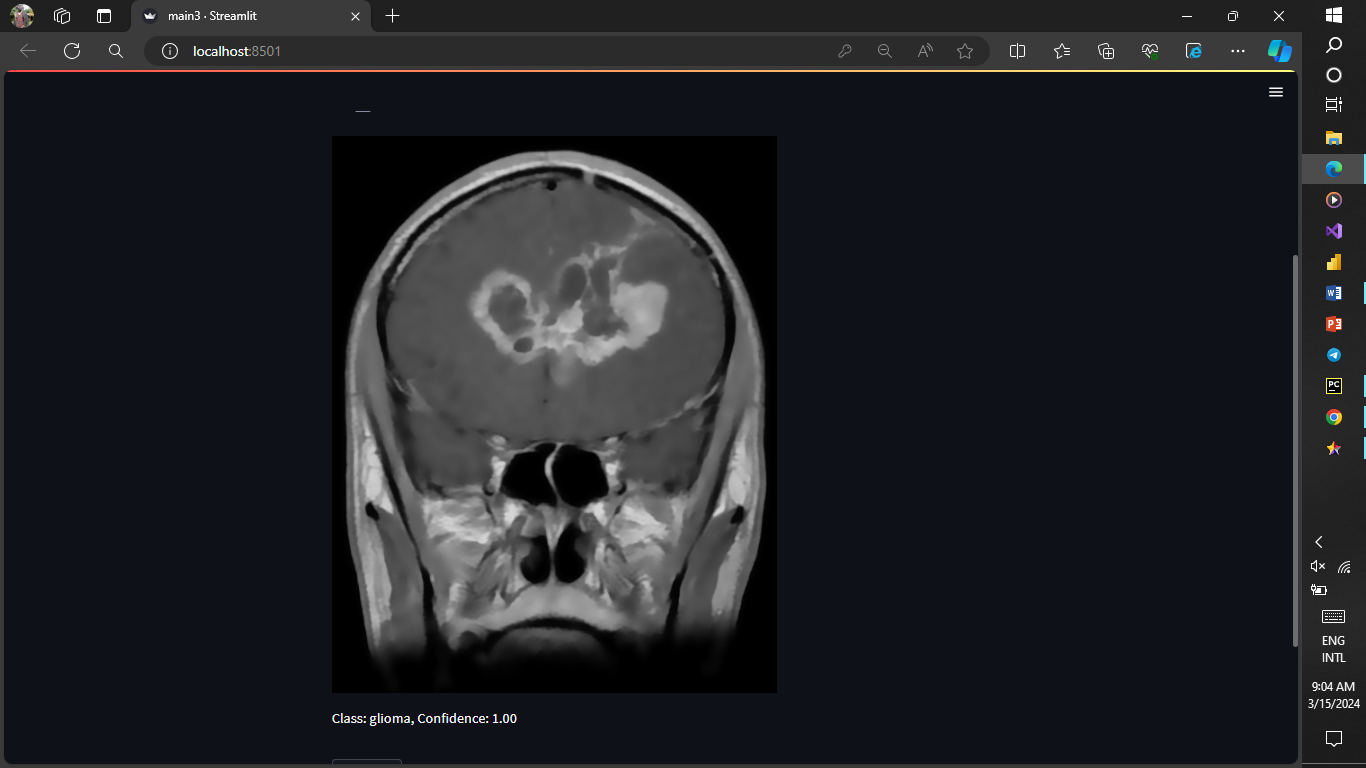 main3 · Streamlit
localhost:8501
Class: glioma, Confidence: 1.00
ENG
INTL
9:04 AM
3/15/2024